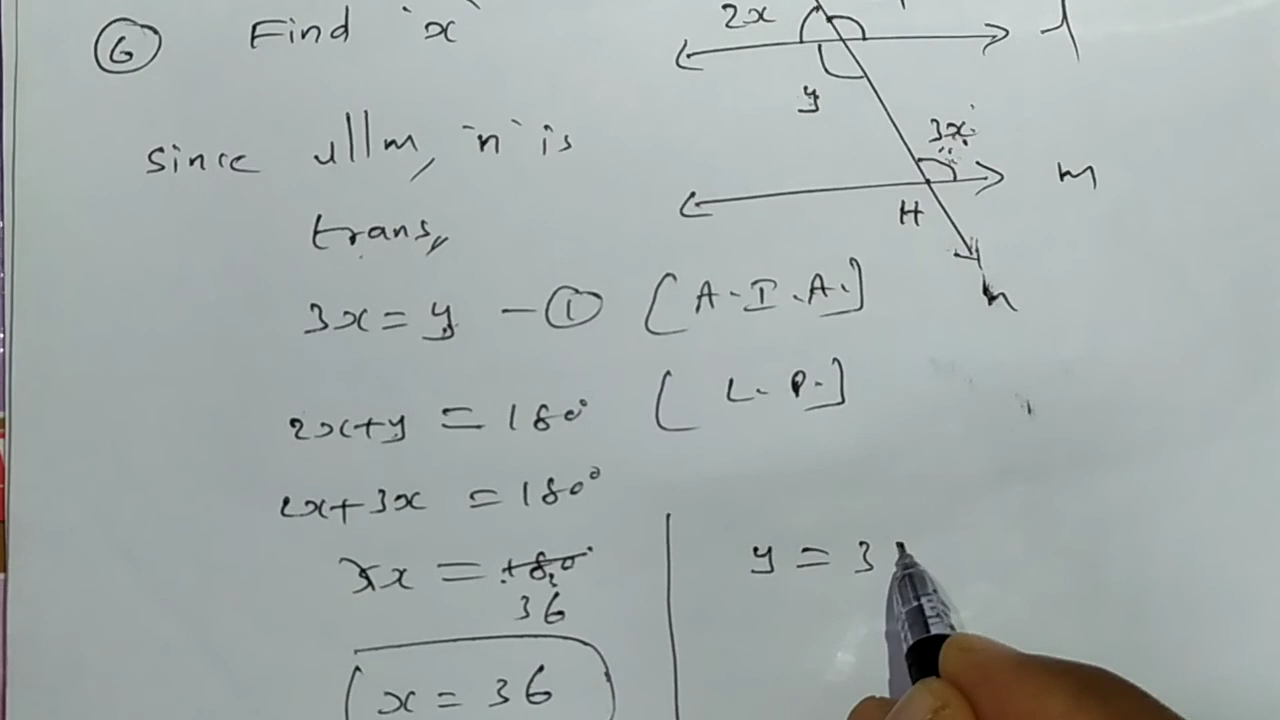 6 Find 'x'
2x
l
y
3x
m
H
n
Since l||m, 'n' is
trans,
3x = y - ① [A.I.A.]
2x+y = 180° [L.P.]
2x+3x = 180°
5x = 180°
36
x = 36
y = 3